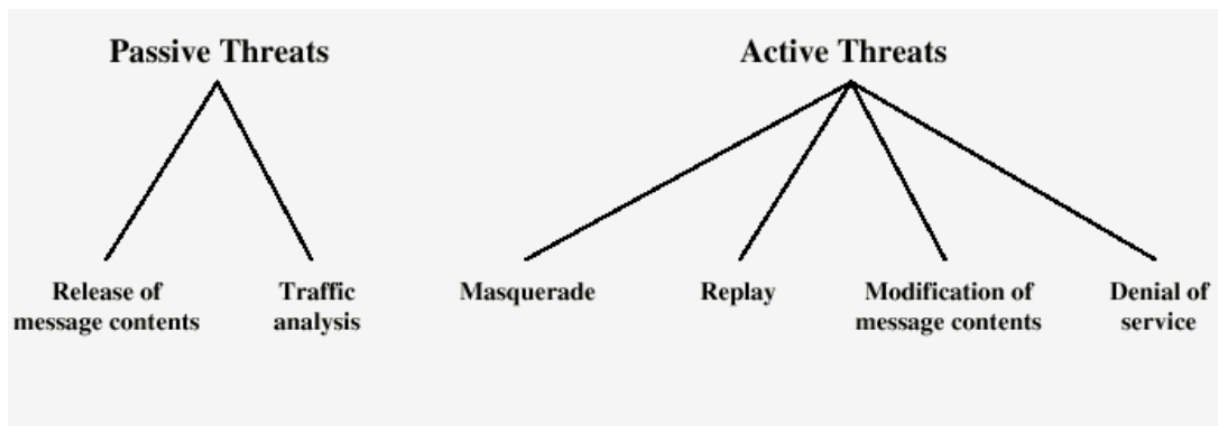 Passive Threats
Active Threats
Release of
message contents
Traffic
analysis
Masquerade
Replay
Modification of
message contents
Denial of
service